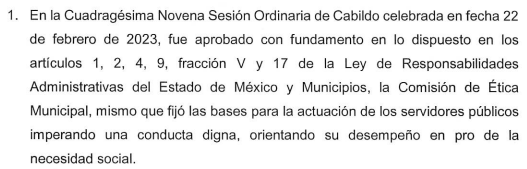 1. En la Cuadragésima Novena Sesión Ordinaria de Cabildo celebrada en fecha 22
de febrero de 2023, fue aprobado con fundamento en lo dispuesto en los
artículos 1, 2, 4, 9, fracción V y 17 de la Ley de Responsabilidades
Administrativas del Estado de México y Municipios, la Comisión de Ética
Municipal, mismo que fijó las bases para la actuación de los servidores públicos
imperando una conducta digna, orientando su desempeño en pro de la
necesidad social.